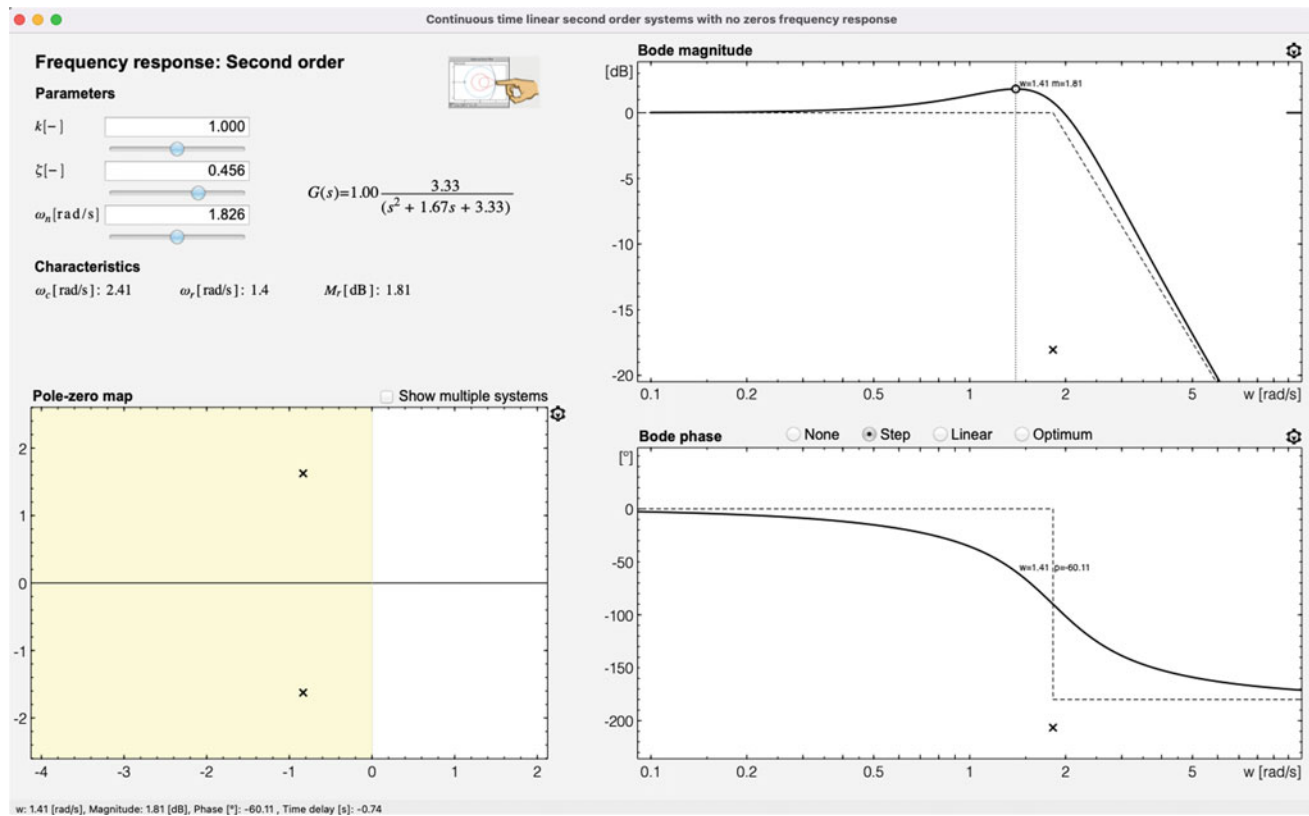 Continuous time linear second order systems with no zeros frequency response
Frequency response: Second order
Parameters
k[−] 1.000
ζ[−] 0.456
ω_n[rad/s] 1.826
G(s)=1.00 3.33
(s^2 + 1.67s + 3.33)
Characteristics
ω_c[rad/s]: 2.41 ω_r[rad/s]: 1.4 M_r[dB]: 1.81
Bode magnitude
[dB]
w=1.41 m=1.81
0
-5
-10
-15
-20
0.1 0.2 0.5 1 2 5 w [rad/s]
Pole-zero map Show multiple systems
2
1
0
-1
-2
-4 -3 -2 -1 0 1 2
Bode phase None Step Linear Optimum
[º]
0
-50
w=1.41 p=-60.11
-100
-150
-200
0.1 0.2 0.5 1 2 5 w [rad/s]
w: 1.41 [rad/s], Magnitude: 1.81 [dB], Phase [º]: -60.11 , Time delay [s]: -0.74